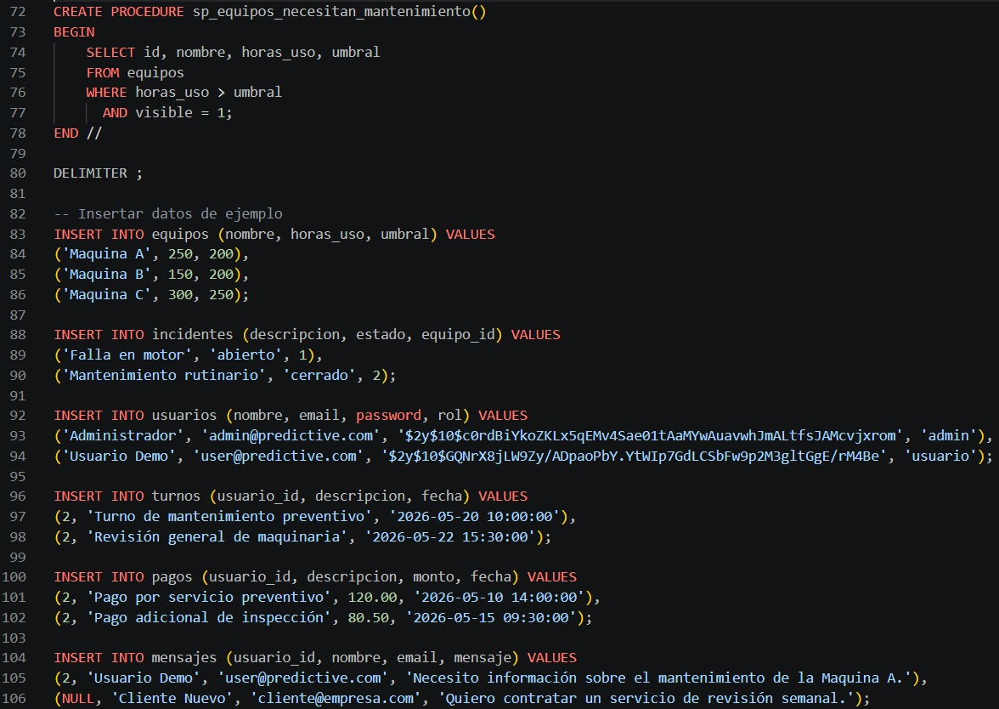 72 CREATE PROCEDURE sp_equipos_necesitan_mantenimiento()
73 BEGIN
74     SELECT id, nombre, horas_uso, umbral
75     FROM equipos
76     WHERE horas_uso > umbral
77       AND visible = 1;
78 END //
79
80 DELIMITER ;
81
82 -- Insertar datos de ejemplo
83 INSERT INTO equipos (nombre, horas_uso, umbral) VALUES
84 ('Maquina A', 250, 200),
85 ('Maquina B', 150, 200),
86 ('Maquina C', 300, 250);
87
88 INSERT INTO incidentes (descripcion, estado, equipo_id) VALUES
89 ('Falla en motor', 'abierto', 1),
90 ('Mantenimiento rutinario', 'cerrado', 2);
91
92 INSERT INTO usuarios (nombre, email, password, rol) VALUES
93 ('Administrador', 'admin@predictive.com', '$2y$10$c0rdBiYkoZKLx5qEMv4Sae01tAaMYwAuavwhJmALtfsJAMcvjxrom', 'admin'),
94 ('Usuario Demo', 'user@predictive.com', '$2y$10$GQNrX8jLW9Zy/ADpaoPbY.YtWIp7GdLCSbFw9p2M3gltGgE/rM4Be', 'usuario');
95
96 INSERT INTO turnos (usuario_id, descripcion, fecha) VALUES
97 (2, 'Turno de mantenimiento preventivo', '2026-05-20 10:00:00'),
98 (2, 'Revisión general de maquinaria', '2026-05-22 15:30:00');
99
100 INSERT INTO pagos (usuario_id, descripcion, monto, fecha) VALUES
101 (2, 'Pago por servicio preventivo', 120.00, '2026-05-10 14:00:00'),
102 (2, 'Pago adicional de inspección', 80.50, '2026-05-15 09:30:00');
103
104 INSERT INTO mensajes (usuario_id, nombre, email, mensaje) VALUES
105 (2, 'Usuario Demo', 'user@predictive.com', 'Necesito información sobre el mantenimiento de la Maquina A.'),
106 (NULL, 'Cliente Nuevo', 'cliente@empresa.com', 'Quiero contratar un servicio de revisión semanal.');